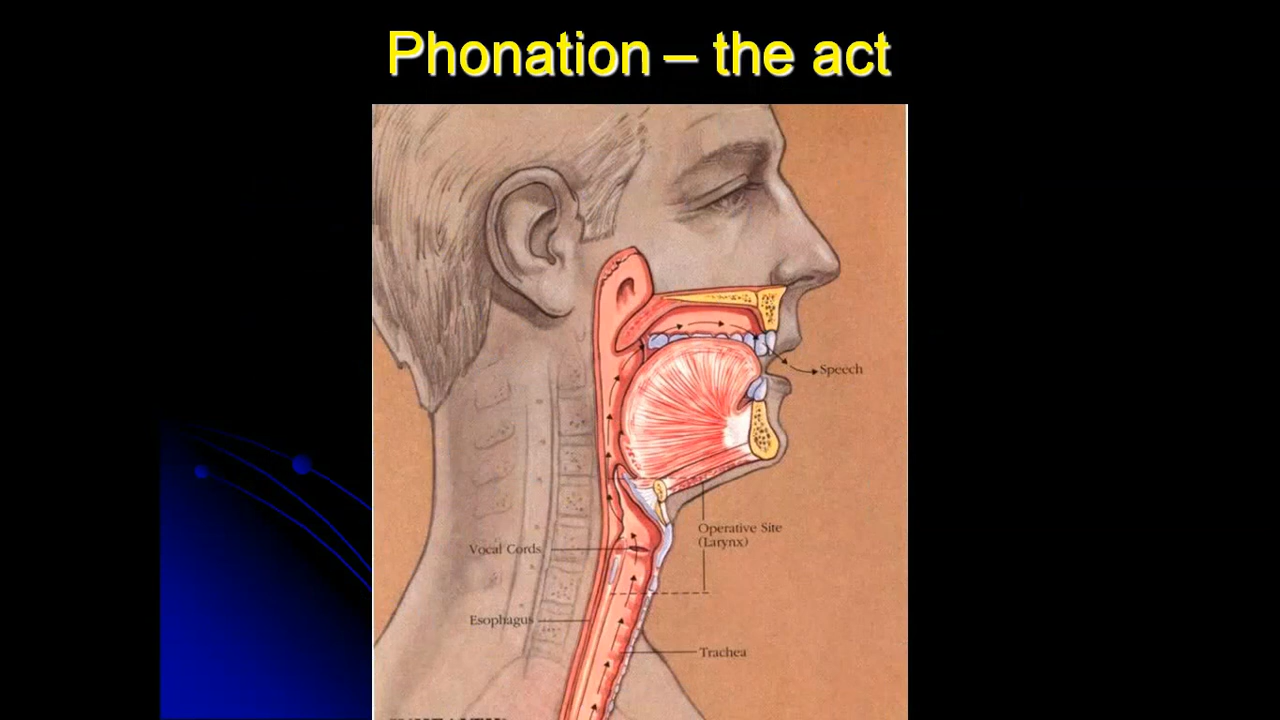 Phonation – the act
Speech
Operative Site
(Larynx)
Vocal Cords
Esophagus
Trachea